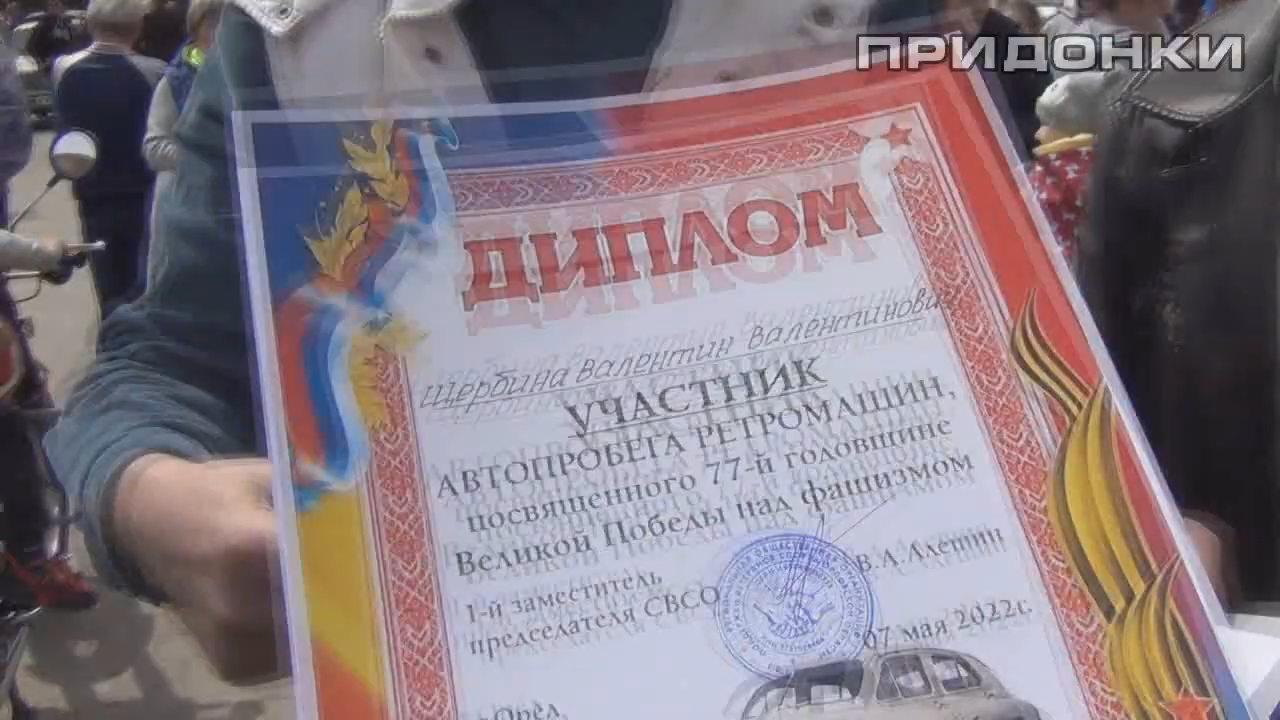 ПРИДОНКИ
ДИПЛОМ
Щербина Валентин Валентинович
УЧАСТНИК
АВТОПРОБЕГА РЕТРОМАШИН,
посвященного 77-й годовщине
Великой Победы над фашизмом
1-й заместитель
председателя СВСО
В.А.Алешин
07 мая 2022г.
г.Орел